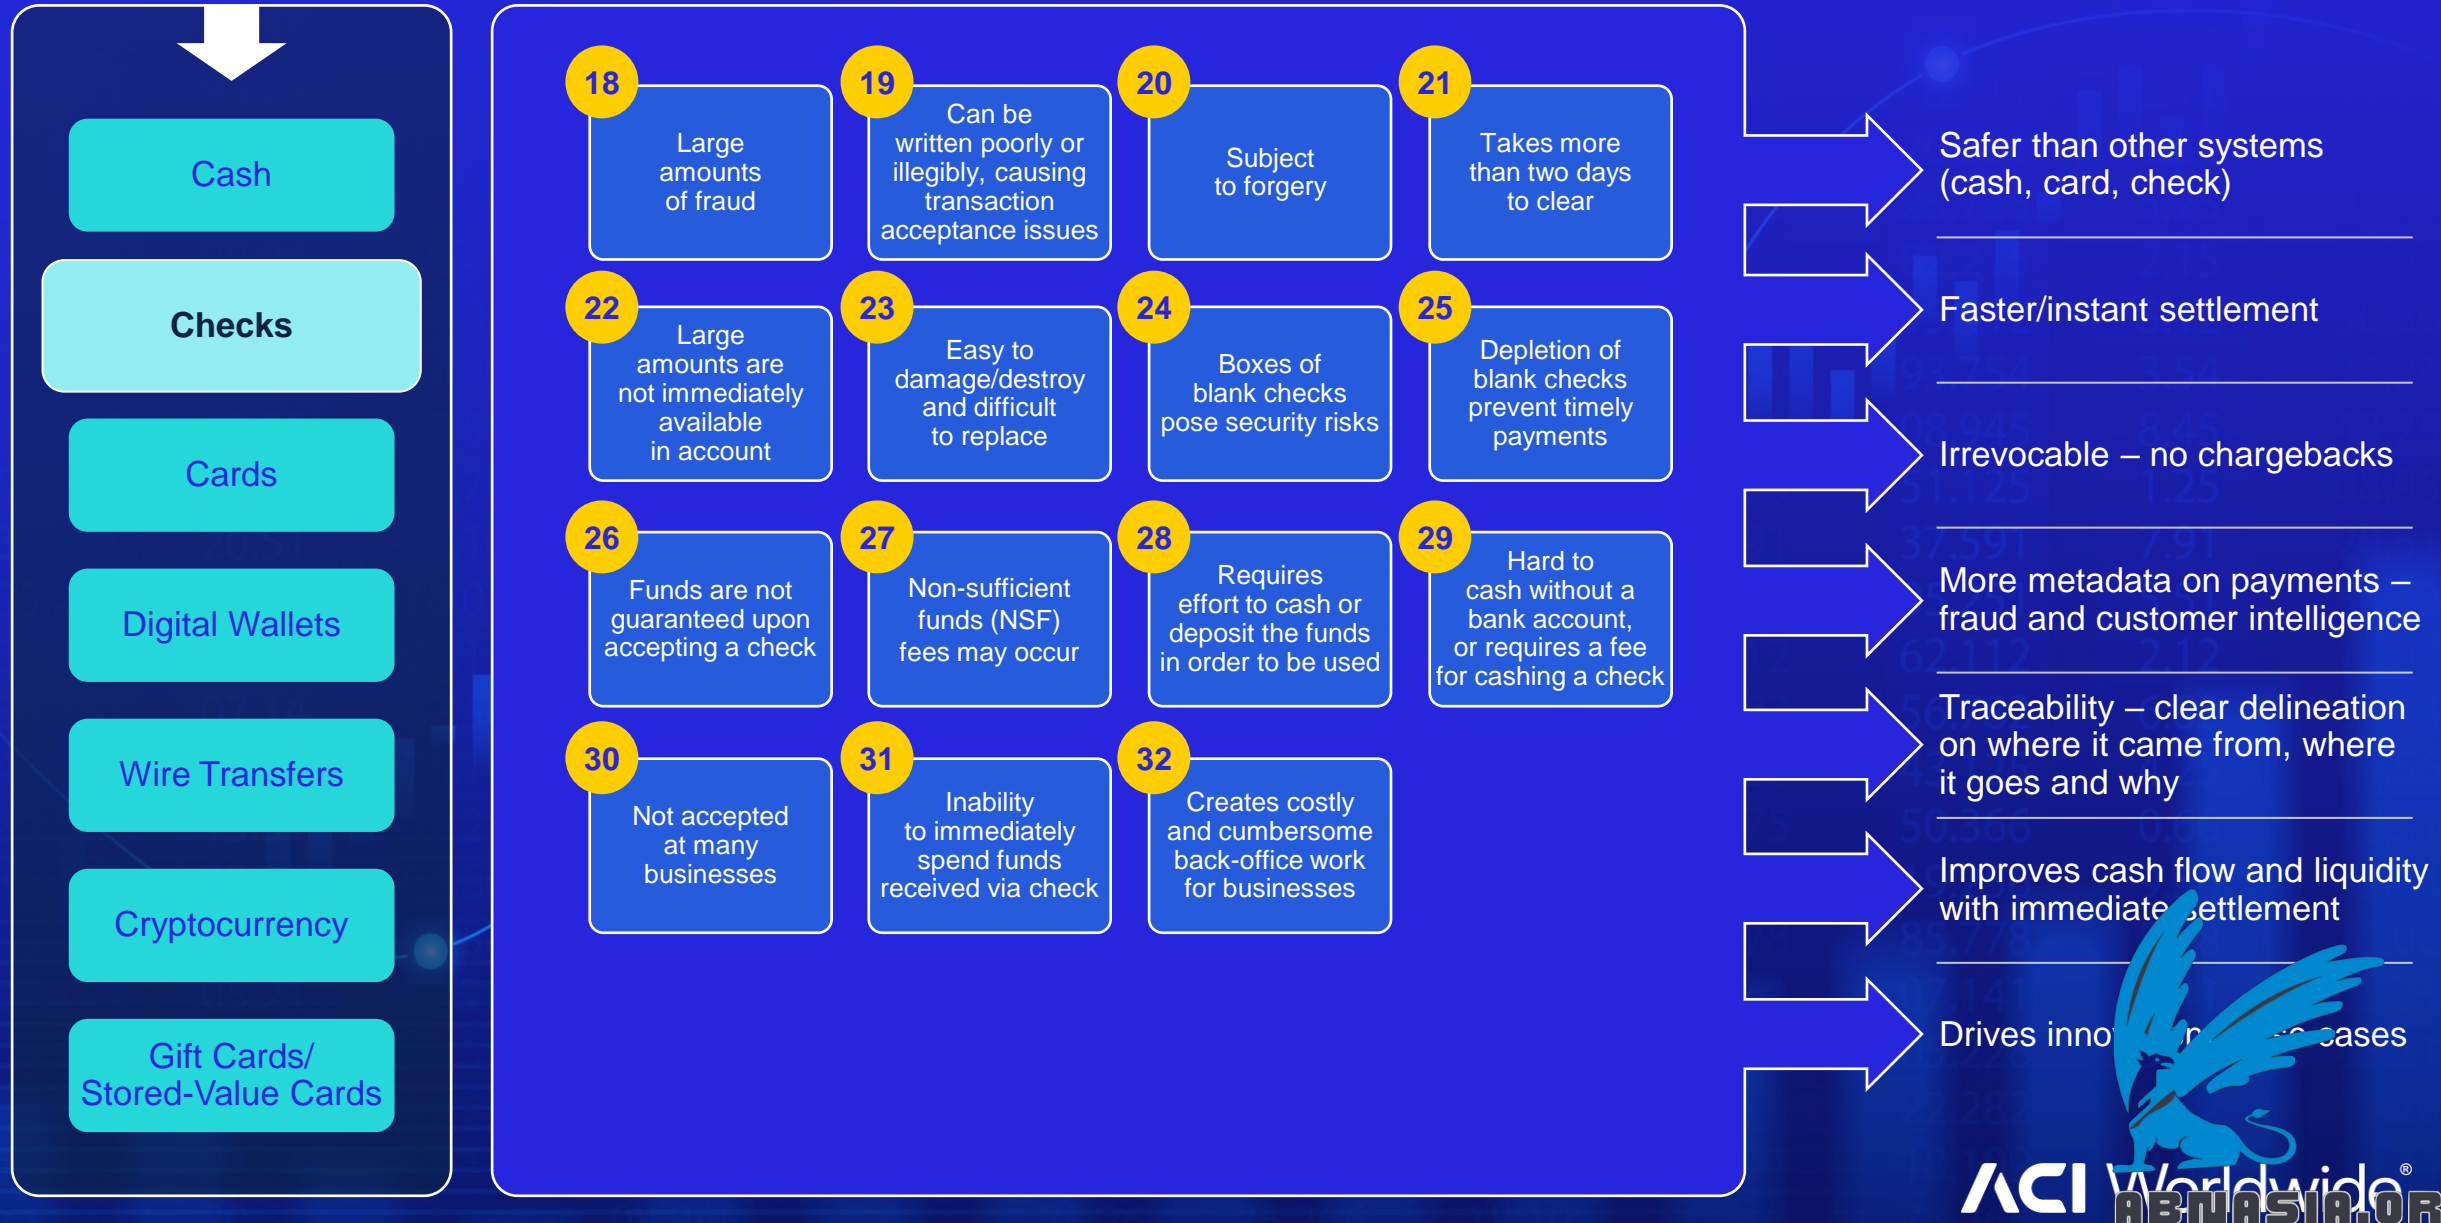 Cash
Checks
Cards
Digital Wallets
Wire Transfers
Cryptocurrency
Gift Cards/
Stored-Value Cards
18
Large
amounts
of fraud
19
Can be
written poorly or
illegibly, causing
transaction
acceptance issues
20
Subject
to forgery
21
Takes more
than two days
to clear
22
Large
amounts are
not immediately
available
in account
23
Easy to
damage/destroy
and difficult
to replace
24
Boxes of
blank checks
pose security risks
25
Depletion of
blank checks
prevent timely
payments
26
Funds are not
guaranteed upon
accepting a check
27
Non-sufficient
funds (NSF)
fees may occur
28
Requires
effort to cash or
deposit the funds
in order to be used
29
Hard to
cash without a
bank account,
or requires a fee
for cashing a check
30
Not accepted
at many
businesses
31
Inability
to immediately
spend funds
received via check
32
Creates costly
and cumbersome
back-office work
for businesses
Safer than other systems
(cash, card, check)
Faster/instant settlement
Irrevocable – no chargebacks
More metadata on payments –
fraud and customer intelligence
Traceability – clear delineation
on where it came from, where
it goes and why
Improves cash flow and liquidity
with immediate settlement
Drives cases
ACI Worldwide®
ABNASIA.OR